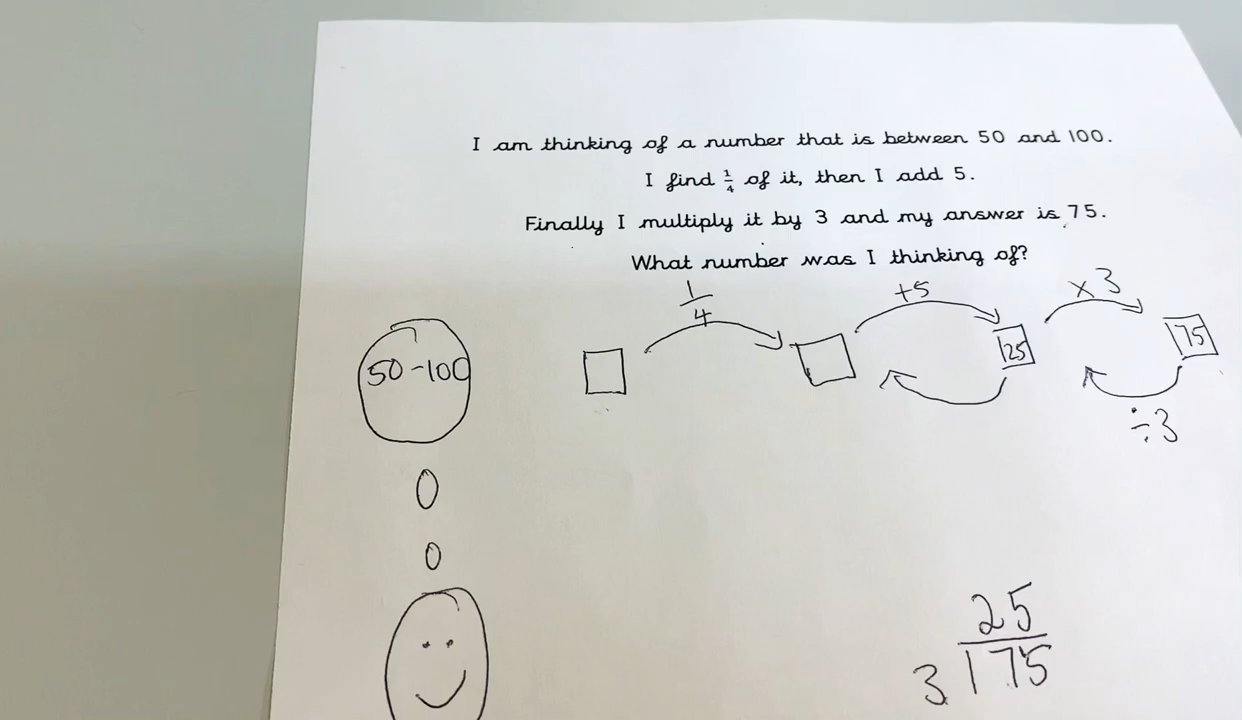 I am thinking of a number that is between 50 and 100.
I find 1/4 of it, then I add 5.
Finally I multiply it by 3 and my answer is 75.
What number was I thinking of?
1/4 +5 x 3
50-100 25 75
÷3
25
3 75